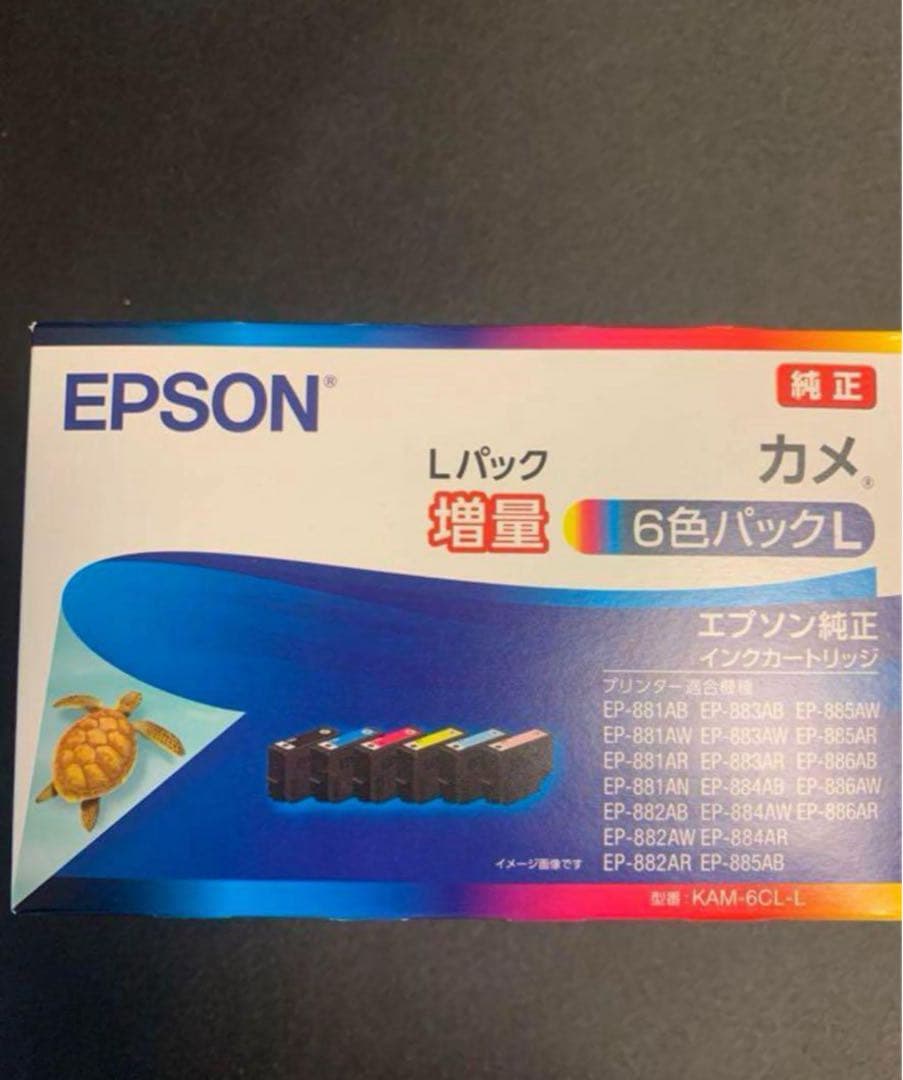 EPSON®
純正
カメ®
Lパック
増量
6色パックL
エプソン純正
インクカートリッジ
プリンター適合機種
EP-881AB EP-883AB EP-885AW
EP-881AW EP-883AW EP-885AR
EP-881AR EP-883AR EP-886AB
EP-881AN EP-884AB EP-886AW
EP-882AB EP-884AW EP-886AR
EP-882AW EP-884AR
EP-882AR EP-885AB
イメージ画像です
型番:KAM-6CL-L